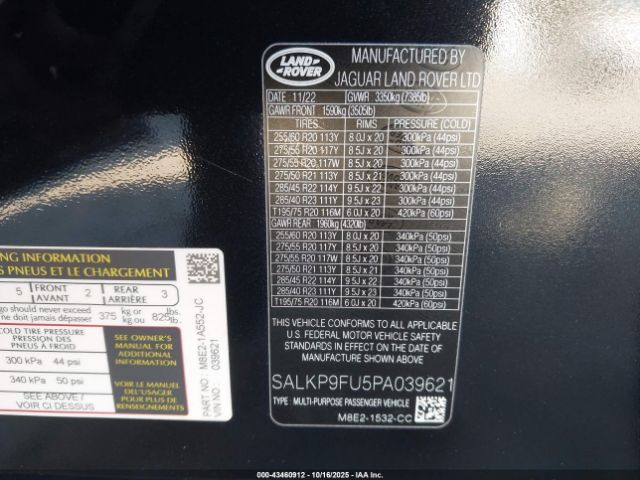 LAND-
-ROVER
MANUFACTURED BY
JAGUAR LAND ROVER LTD
DATE 11/22 GVWR 3350kg (7385lb)
GAWR FRONT 1590kg (3505lb)
TIRES RIMS PRESSURE (COLD)
255/60 R20 113Y 8.0J x 20 300kPa (44psi)
275/55 R20 117Y 8.5J x 20 300kPa (44psi)
275/55 R20 117W 8.5J x 20 300kPa (44psi)
275/50 R21 113Y 8.5J x 21 300kPa (44psi)
285/45 R22 114Y 9.5J x 22 300kPa (44psi)
285/40 R23 111Y 9.5J x 23 300kPa (44psi)
T195/75 R20 116M 6.0J x 20 420kPa (60psi)
GAWR REAR 1960kg (4320lb)
255/60 R20 113Y 8.0J x 20 340kPa (50psi)
275/55 R20 117Y 8.5J x 20 340kPa (50psi)
275/55 R20 117W 8.5J x 20 340kPa (50psi)
275/50 R21 113Y 8.5J x 21 340kPa (50psi)
285/45 R22 114Y 9.5J x 22 340kPa (50psi)
285/40 R23 111Y 9.5J x 23 340kPa (50psi)
T195/75 R20 116M 6.0J x 20 420kPa (60psi)
THIS VEHICLE CONFORMS TO ALL APPLICABLE
U.S. FEDERAL MOTOR VEHICLE SAFETY
STANDARDS IN EFFECT ON THE DATE OF
MANUFACTURE SHOWN ABOVE
SALKP9FU5PA039621
TYPE : MULTI-PURPOSE PASSENGER VEHICLE
M8E2-1532-CC
ING INFORMATION
S PNEUS ET LE CHARGEMENT
5 FRONT AVANT 2 REAR ARRIÈRE 3
go should never exceed
ne doit jamais dépasser 375 kg or ou 825 lbs. lb.
COLD TIRE PRESSURE
PRESSION DES
PNEUS À FROID
300 kPa 44 psi
340 kPa 50 psi
SEE ABOVE /
VOIR CI DESSUS
SEE OWNER'S
MANUAL FOR
ADDITIONAL
INFORMATION
VOIR LE MANUEL
DE L'USAGER
POUR PLUS DE
RENSEIGNEMENTS
PART NO. M8E2-1A552-JC
VIN 039621
000-43460912 | 10/16/2025 | IAA Inc.